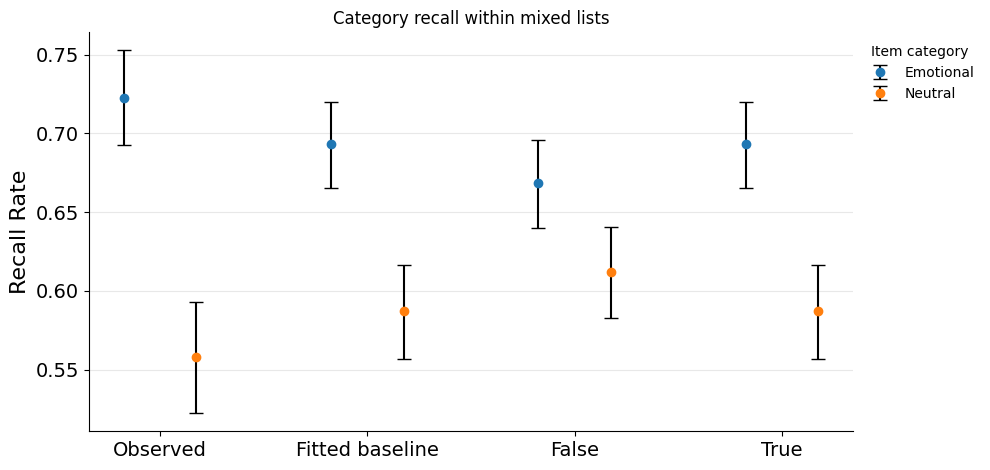 Category recall within mixed lists
Item category
Emotional
Neutral
Recall Rate
0.75
0.70
0.65
0.60
0.55
Observed
Fitted baseline
False
True